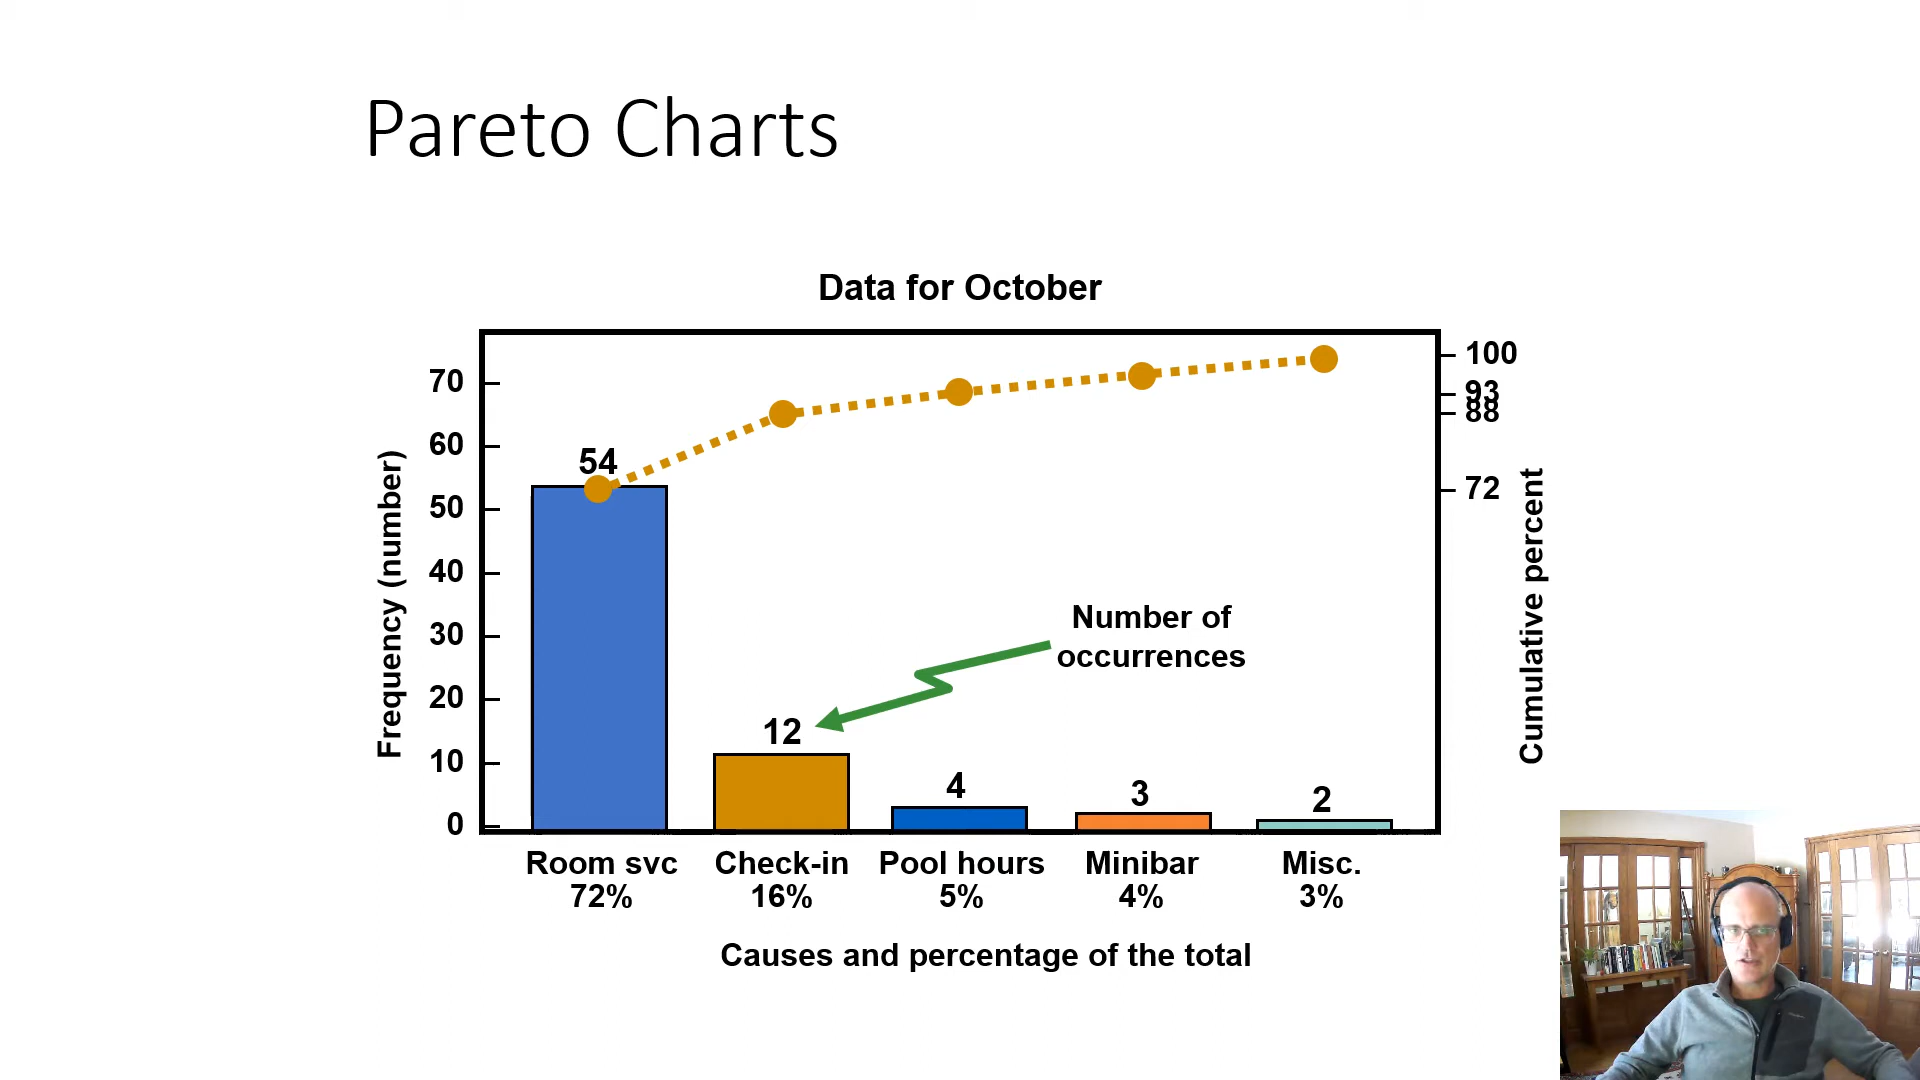 Pareto Charts
Data for October
70
60
50
40
30
20
10
0
Frequency (number)
54
12
4
3
2
Number of
occurrences
100
93
88
72
Cumulative percent
Room svc Check-in Pool hours Minibar Misc.
72% 16% 5% 4% 3%
Causes and percentage of the total